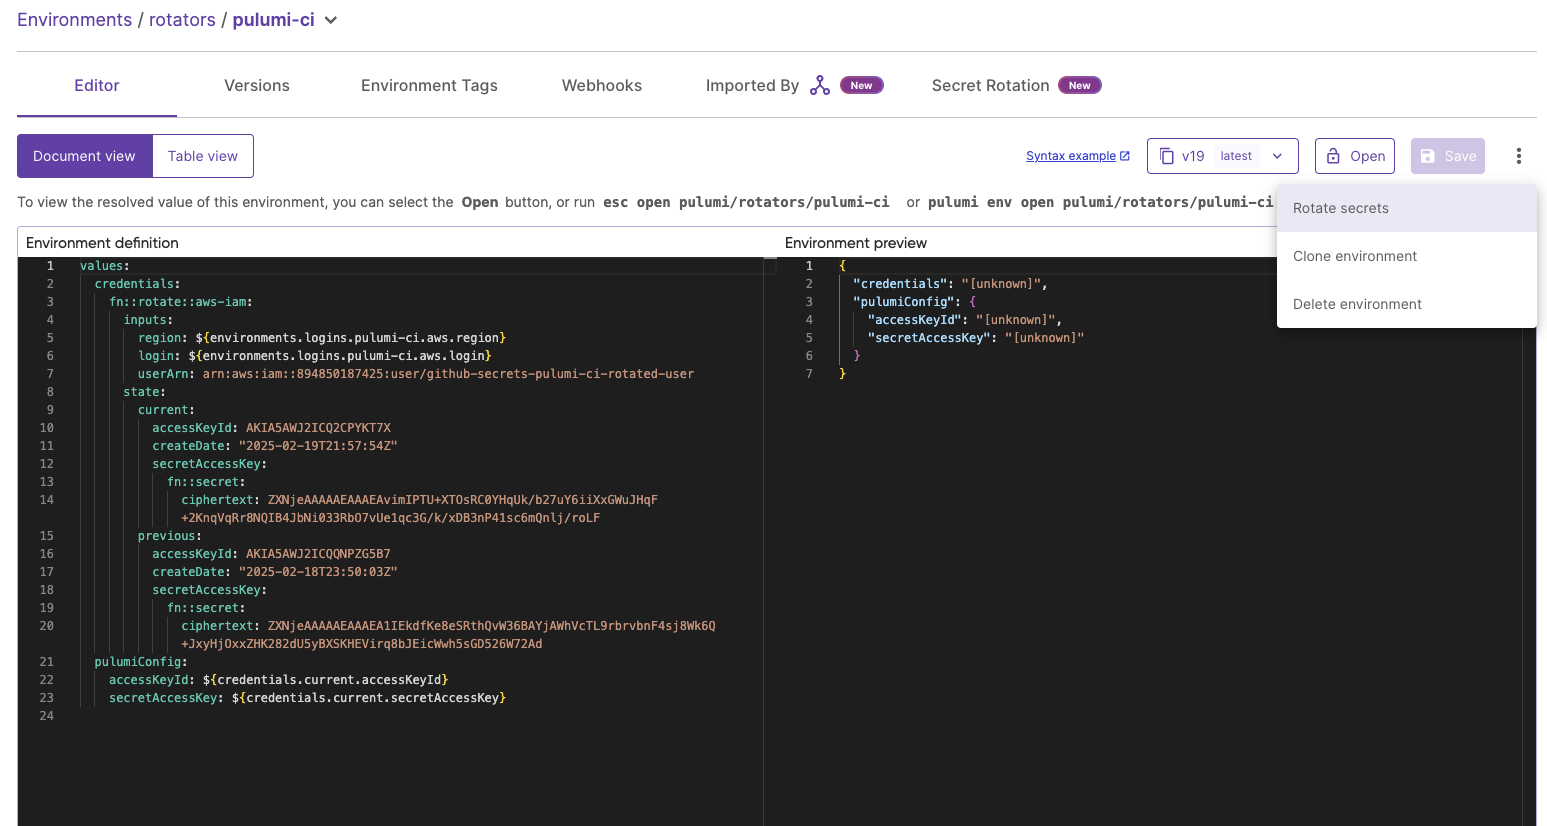 Environments / rotators / pulumi-ci
Editor Versions Environment Tags Webhooks Imported By New Secret Rotation New
Document view Table view Syntax example v19 latest Open Save
To view the resolved value of this environment, you can select the Open button, or run esc open pulumi/rotators/pulumi-ci or pulumi env open pulumi/rotators/pulumi-ci
Rotate secrets
Clone environment
Delete environment
Environment definition
1 values:
2 credentials:
3 fn::rotate::aws-iam:
4 inputs:
5 region: ${environments.logins.pulumi-ci.aws.region}
6 login: ${environments.logins.pulumi-ci.aws.login}
7 userArn: arn:aws:iam::894850187425:user/github-secrets-pulumi-ci-rotated-user
8 state:
9 current:
10 accessKeyId: AKIA5AWJ2ICQ2CPYKT7X
11 createDate: "2025-02-19T21:57:54Z"
12 secretAccessKey:
13 fn::secret:
14 ciphertext: ZXNjeAAAAAEAAAEAvimIPTU+XTOsRC0YHqUk/b27uY6iiXxGWuJHqF
+2KnqVqRr8NQIB4JbNi033RbO7vUe1qc3G/k/xDB3nP41sc6mQnlj/roLF
15 previous:
16 accessKeyId: AKIA5AWJ2ICQQNPZG5B7
17 createDate: "2025-02-18T23:50:03Z"
18 secretAccessKey:
19 fn::secret:
20 ciphertext: ZXNjeAAAAAEAAAEA1IEkdfKe8eSRthQvW36BAYjAWhVcTL9rbrvbnF4sj8Wk6Q
+JxyHjOxxZHK282dU5yBXSKHEVirq8bJEicWwh5sGD526W72Ad
21 pulumiConfig:
22 accessKeyId: ${credentials.current.accessKeyId}
23 secretAccessKey: ${credentials.current.secretAccessKey}
24
Environment preview
1 {
2 "credentials": "[unknown]",
3 "pulumiConfig": {
4 "accessKeyId": "[unknown]",
5 "secretAccessKey": "[unknown]"
6 }
7 }